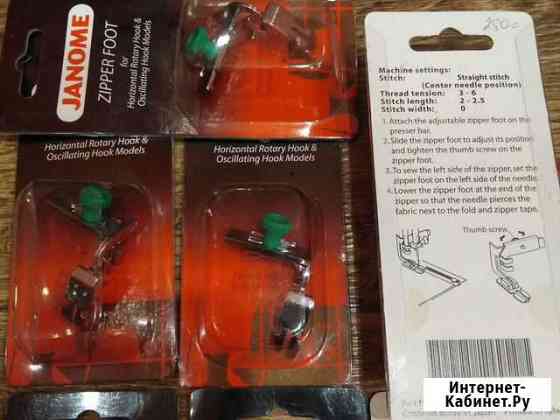 JANOME
ZIPPER FOOT
for
Horizontal Rotary Hook &
Oscillating Hook Models
Horizontal Rotary Hook &
Oscillating Hook Models
Horizontal Rotary Hook &
Oscillating Hook Models
250
Machine settings:
Stitch: Straight stitch
(Center needle position)
Thread tension: 3 - 6
Stitch length: 2 - 2.5
Stitch width: 0
1. Attach the adjustable zipper foot on the
presser bar.
2. Slide the zipper foot to adjust its position
and tighten the thumb screw on the
zipper foot.
3. To sew the left side of the zipper, set the
zipper foot on the left side of the needle.
4. Lower the zipper foot at the end of the
zipper so that the needle pierces the
fabric next to the fold and zipper tape.
Thumb screw
Интернет-
Кабинет.Ру